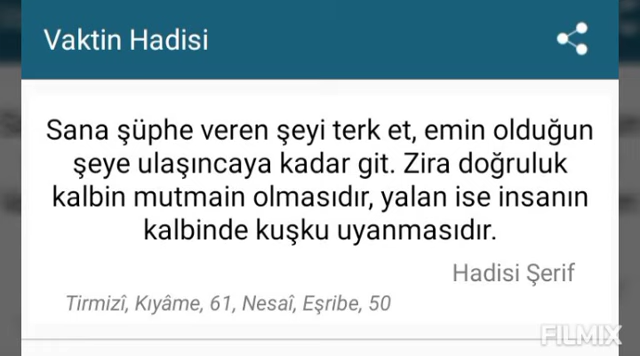 Vaktin Hadisi
Sana şüphe veren şeyi terk et, emin olduğun
şeye ulaşıncaya kadar git. Zira doğruluk
kalbin mutmain olmasıdır, yalan ise insanın
kalbinde kuşku uyanmasıdır.
Hadisi Şerif
Tirmizî, Kıyâme, 61, Nesaî, Eşribe, 50
FILMIX